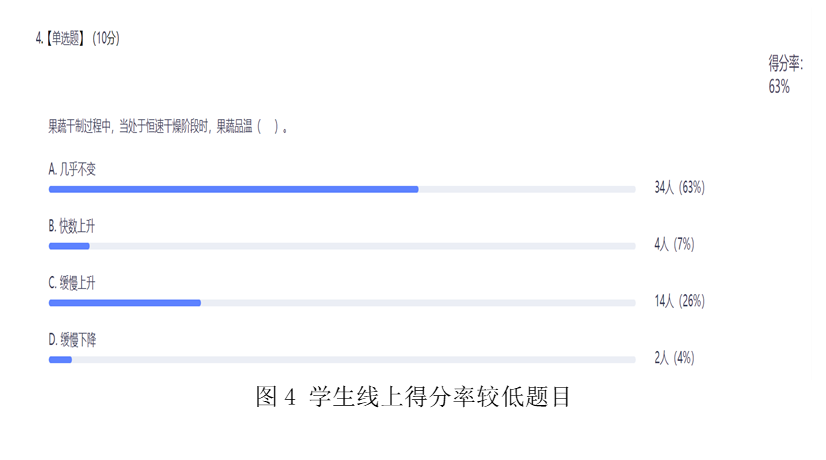 4.【单选题】 (10分)
得分率:
63%
果蔬干制过程中，当处于恒速干燥阶段时，果蔬品温（ ）。
A. 几乎不变
34人 (63%)
B. 快数上升
4人 (7%)
C. 缓慢上升
14人 (26%)
D. 缓慢下降
2人 (4%)
图 4 学生线上得分率较低题目